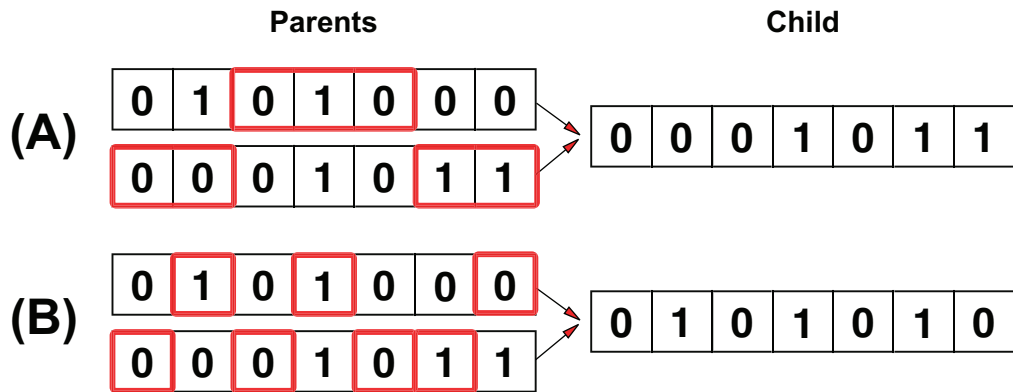 Parents Child
(A)
0 1 0 1 0 0 0
0 0 0 1 0 1 1
0 0 0 1 0 1 1
(B)
0 1 0 1 0 0 0
0 0 0 1 0 1 1
0 1 0 1 0 1 0